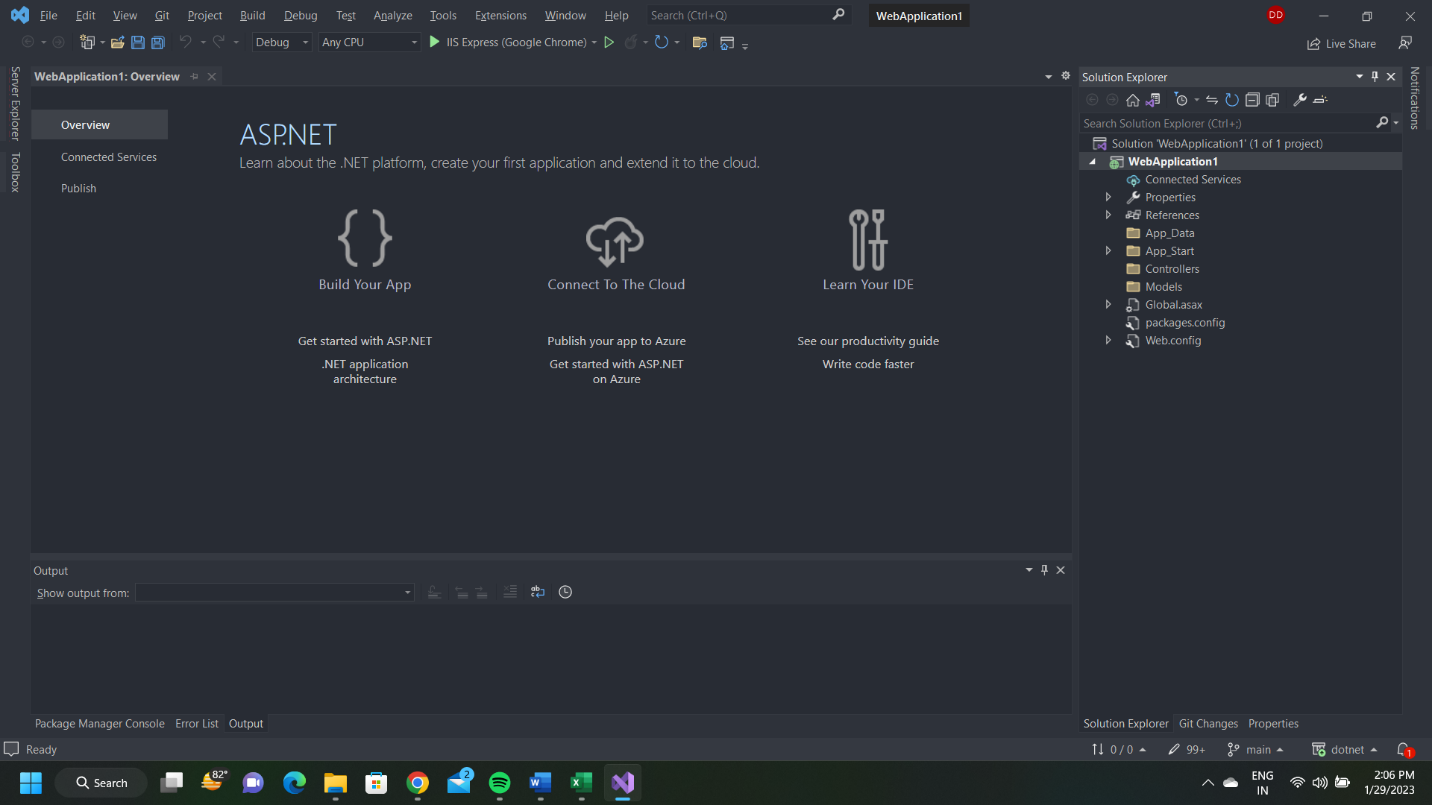 File Edit View Git Project Build Debug Test Analyze Tools Extensions Window Help Search (Ctrl+Q) WebApplication1 DD
Debug Any CPU IIS Express (Google Chrome) Live Share
Server Explorer
Toolbox
WebApplication1: Overview
Overview
Connected Services
Publish
ASP.NET
Learn about the .NET platform, create your first application and extend it to the cloud.
Build Your App
Get started with ASP.NET
.NET application
architecture
Connect To The Cloud
Publish your app to Azure
Get started with ASP.NET
on Azure
Learn Your IDE
See our productivity guide
Write code faster
Output
Show output from:
Package Manager Console Error List Output
Solution Explorer
Search Solution Explorer (Ctrl+;)
Solution 'WebApplication1' (1 of 1 project)
WebApplication1
Connected Services
Properties
References
App_Data
App_Start
Controllers
Models
Global.asax
packages.config
Web.config
Solution Explorer Git Changes Properties
Notifications
Ready 0 / 0 99+ main dotnet 1
Search 82° 2 ENG
IN
2:06 PM
1/29/2023